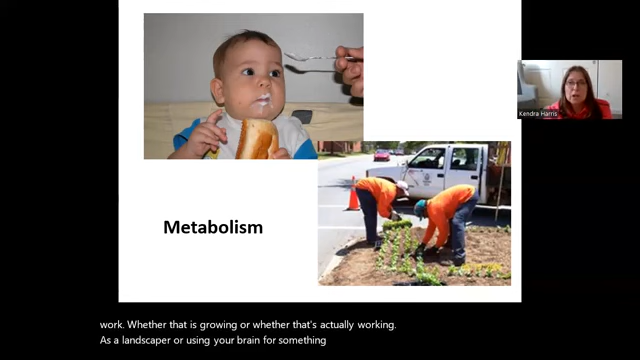 Kendra Harris
Metabolism
work. Whether that is growing or whether that's actually working.
As a landscaper or using your brain for something